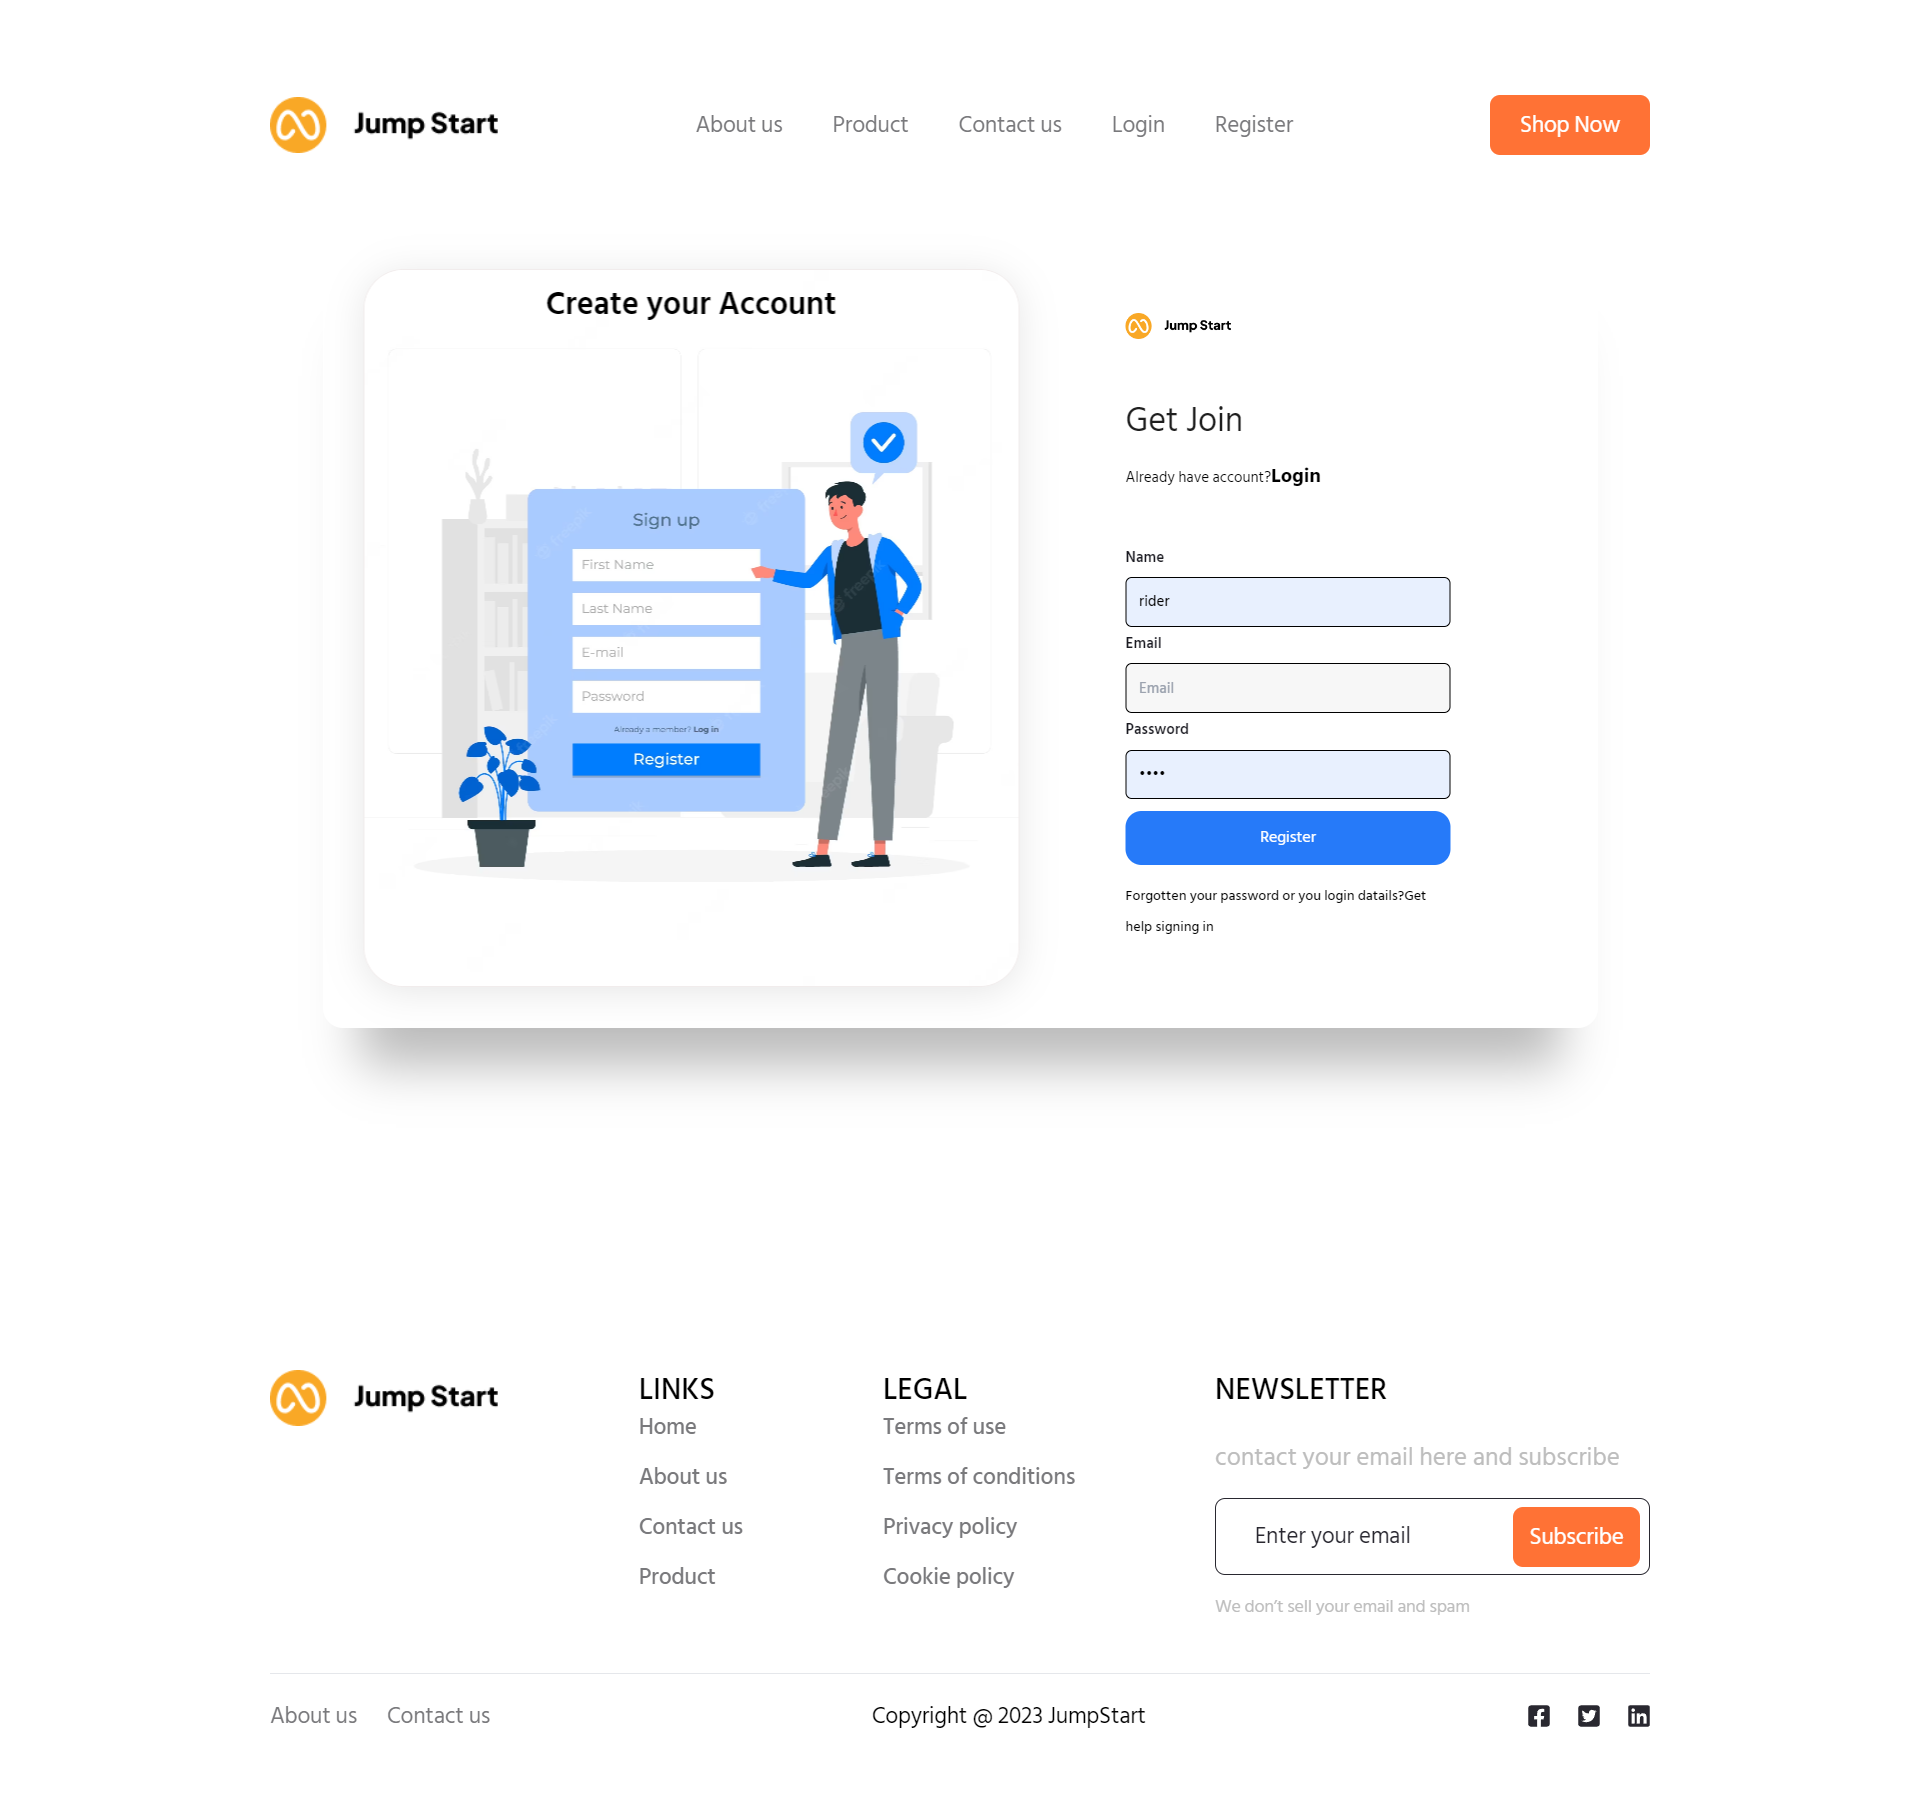 Jump Start
About us
Product
Contact us
Login
Register
Shop Now
Create your Account
Sign up
First Name
Last Name
E-mail
Password
Already a member? Log in
Register
Jump Start
Get Join
Already have account?Login
Name
rider
Email
Email
Password
••••
Register
Forgotten your password or you login datails?Get
help signing in
Jump Start
LINKS
Home
About us
Contact us
Product
LEGAL
Terms of use
Terms of conditions
Privacy policy
Cookie policy
NEWSLETTER
contact your email here and subscribe
Enter your email
Subscribe
We don’t sell your email and spam
About us
Contact us
Copyright @ 2023 JumpStart